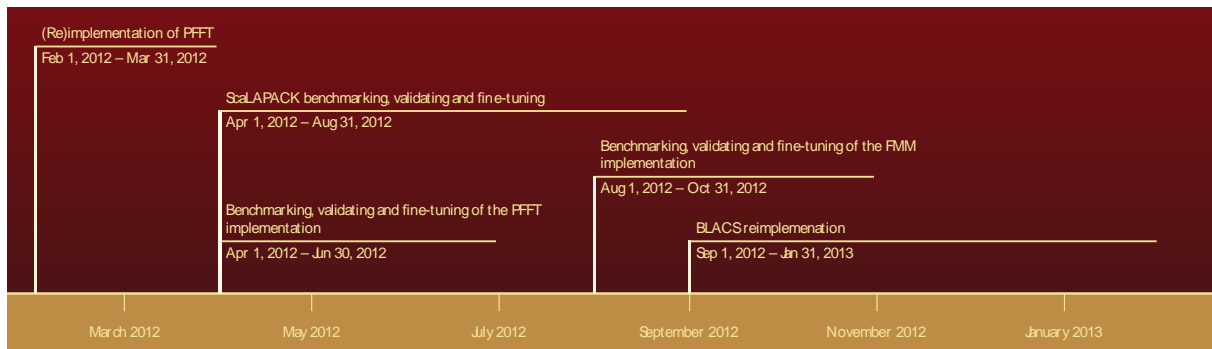 (Re)implementation of PFFT
Feb 1, 2012 – Mar 31, 2012
ScaLAPACK benchmarking, validating and fine-tuning
Apr 1, 2012 – Aug 31, 2012
Benchmarking, validating and fine-tuning of the FMM
implementation
Aug 1, 2012 – Oct 31, 2012
Benchmarking, validating and fine-tuning of the PFFT
implementation
Apr 1, 2012 – Jun 30, 2012
BLACS reimplemenation
Sep 1, 2012 – Jan 31, 2013
March 2012
May 2012
July 2012
September 2012
November 2012
January 2013